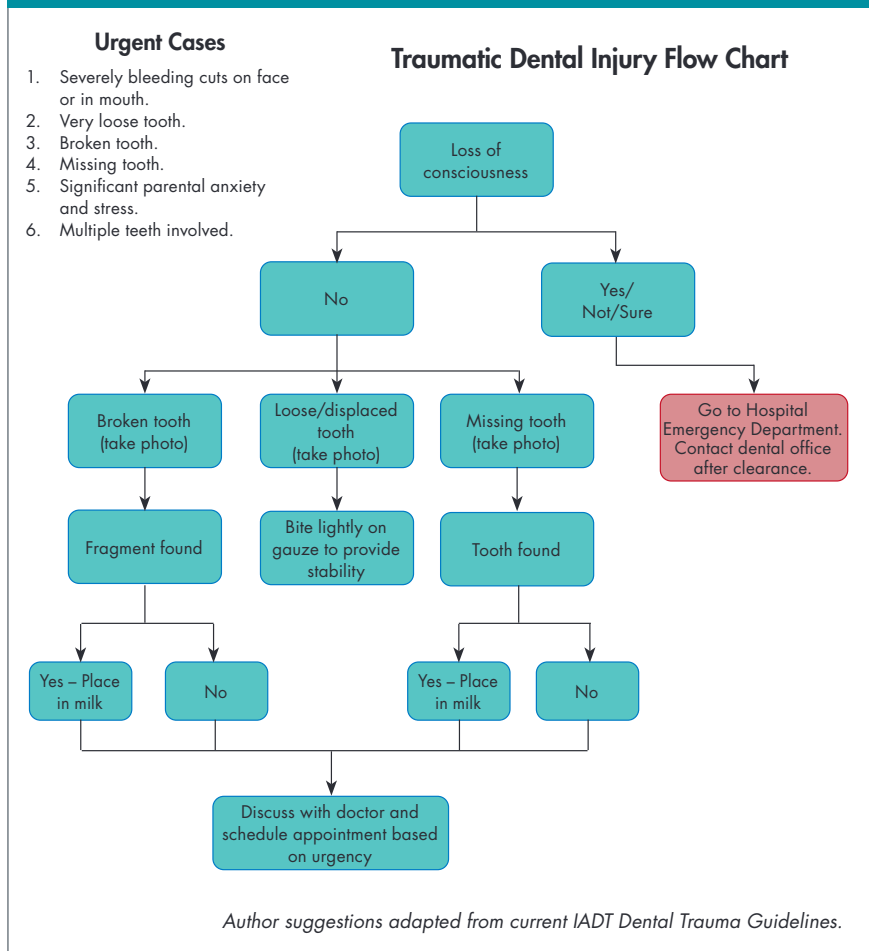 Urgent Cases
1. Severely bleeding cuts on face
or in mouth.
2. Very loose tooth.
3. Broken tooth.
4. Missing tooth.
5. Significant parental anxiety
and stress.
6. Multiple teeth involved.
Traumatic Dental Injury Flow Chart
Loss of
consciousness
No
Yes/
Not/Sure
Broken tooth
(take photo)
Loose/displaced
tooth
(take photo)
Missing tooth
(take photo)
Go to Hospital
Emergency Department.
Contact dental office
after clearance.
Fragment found
Bite lightly on
gauze to provide
stability
Tooth found
Yes – Place
in milk
No
Yes – Place
in milk
No
Discuss with doctor and
schedule appointment based
on urgency
Author suggestions adapted from current IADT Dental Trauma Guidelines.